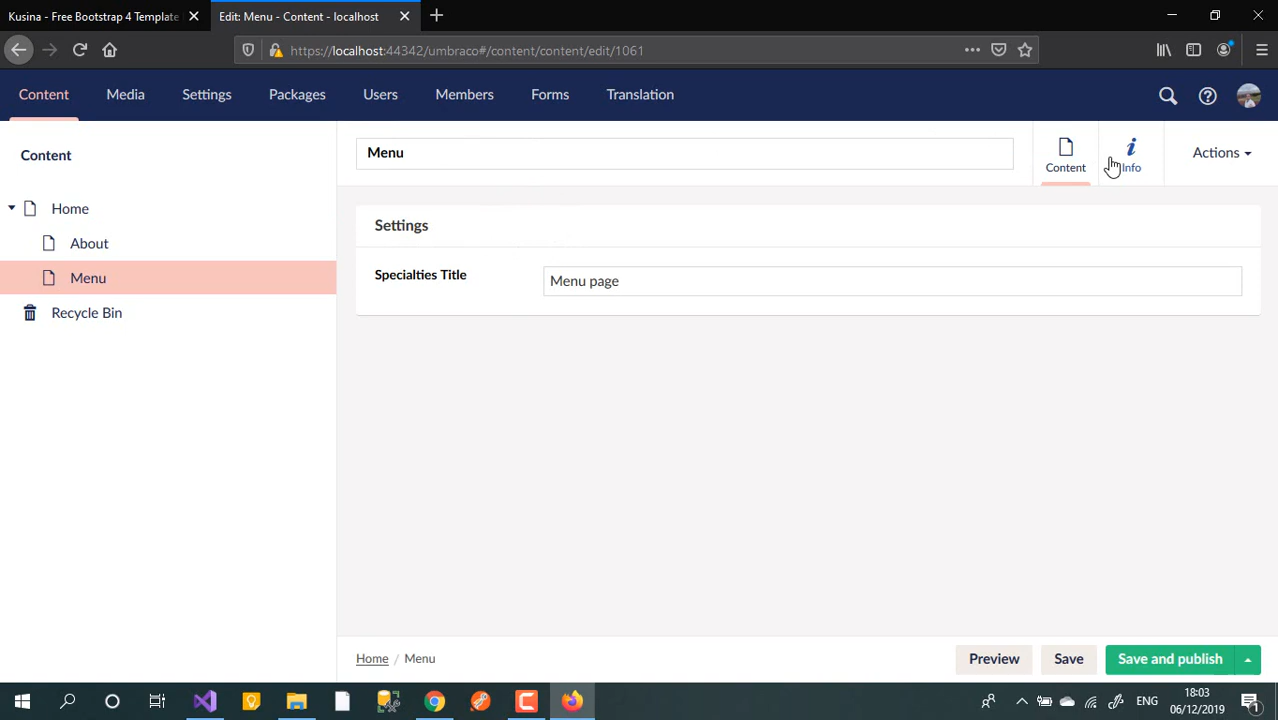 Kusina - Free Bootstrap 4 Template
Edit: Menu - Content - localhost
https://localhost:44342/umbraco#/content/content/edit/1061
Content
Media
Settings
Packages
Users
Members
Forms
Translation
Content
Menu
Content
Info
Actions
Home
About
Menu
Recycle Bin
Settings
Specialties Title
Menu page
Home / Menu
Preview
Save
Save and publish
ENG
18:03
06/12/2019
1